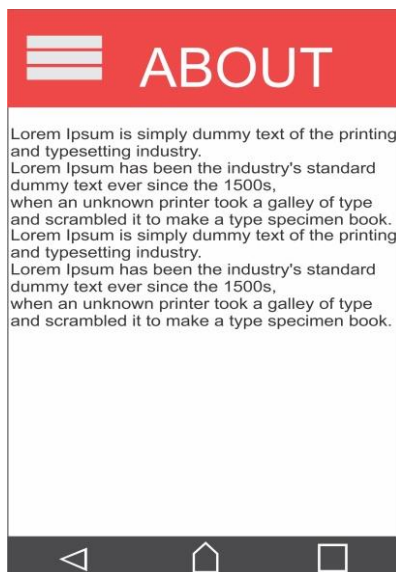 ABOUT
Lorem Ipsum is simply dummy text of the printing
and typesetting industry.
Lorem Ipsum has been the industry's standard
dummy text ever since the 1500s,
when an unknown printer took a galley of type
and scrambled it to make a type specimen book.
Lorem Ipsum is simply dummy text of the printing
and typesetting industry.
Lorem Ipsum has been the industry's standard
dummy text ever since the 1500s,
when an unknown printer took a galley of type
and scrambled it to make a type specimen book.